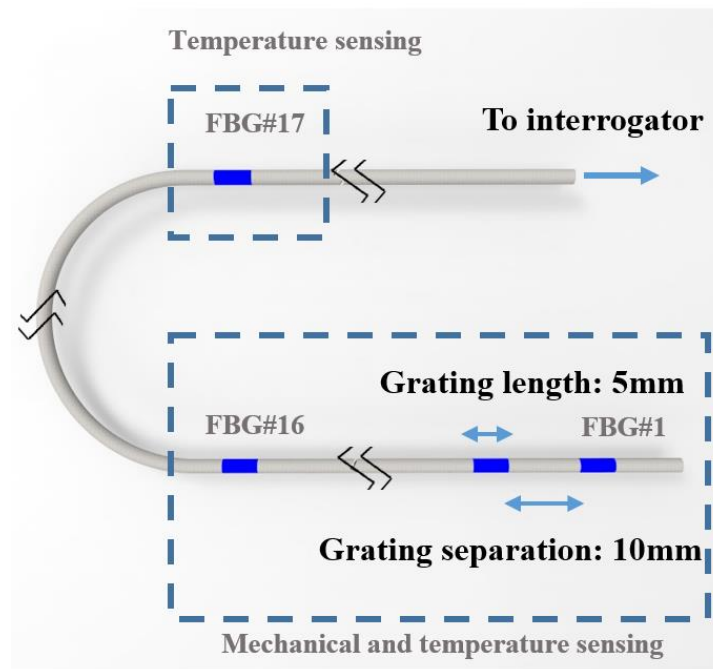 Temperature sensing
FBG#17
To interrogator
Grating length: 5mm
FBG#16
FBG#1
Grating separation: 10mm
Mechanical and temperature sensing